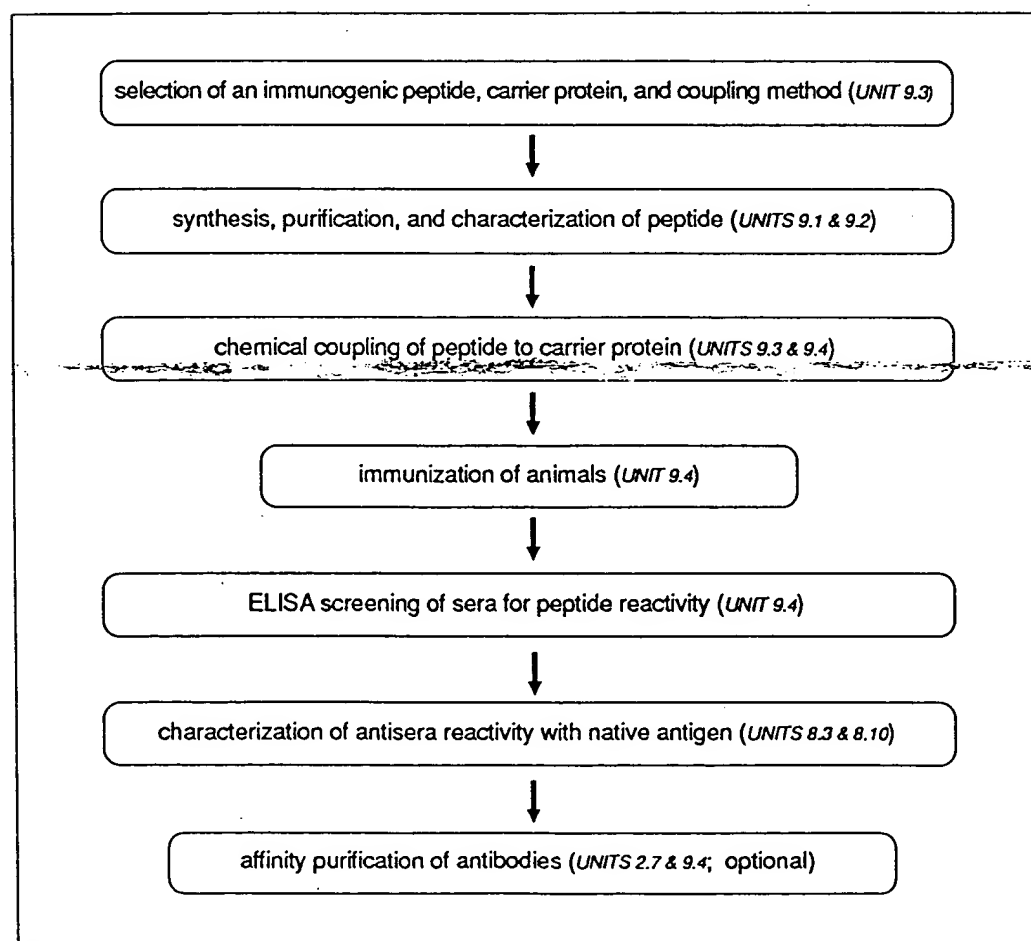 selection of an immunogenic peptide, carrier protein, and coupling method (UNIT 9.3)
synthesis, purification, and characterization of peptide (UNITS 9.1 & 9.2)
chemical coupling of peptide to carrier protein (UNITS 9.3 & 9.4)
immunization of animals (UNIT 9.4)
ELISA screening of sera for peptide reactivity (UNIT 9.4)
characterization of antisera reactivity with native antigen (UNITS 8.3 & 8.10)
affinity purification of antibodies (UNITS 2.7 & 9.4; optional)